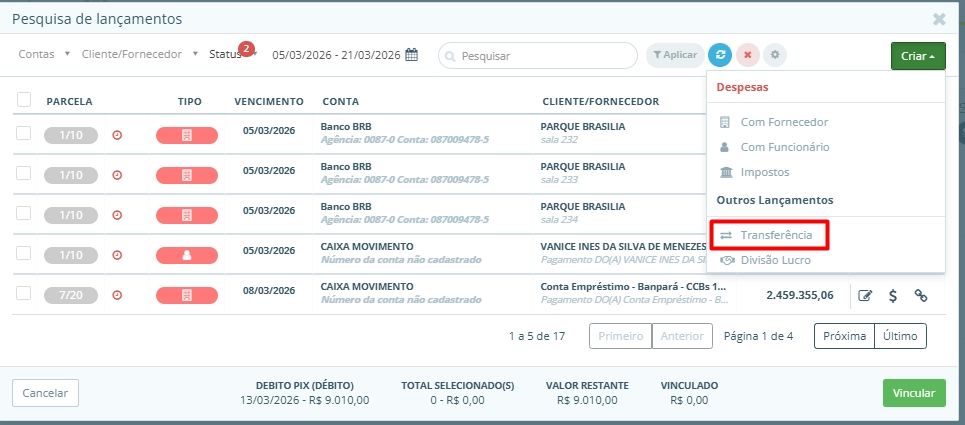 Pesquisa de lançamentos
Contas Cliente/Fornecedor Status 2 05/03/2026 - 21/03/2026 Pesquisar Aplicar Criar
PARCELA TIPO VENCIMENTO CONTA CLIENTE/FORNECEDOR
1/10 05/03/2026 Banco BRB PARQUE BRASILIA
Agência: 0087-0 Conta: 087009478-5 sala 232
1/10 05/03/2026 Banco BRB PARQUE BRASILIA
Agência: 0087-0 Conta: 087009478-5 sala 233
1/10 05/03/2026 Banco BRB PARQUE BRASILIA
Agência: 0087-0 Conta: 087009478-5 sala 234
1/10 05/03/2026 CAIXA MOVIMENTO VANICE INES DA SILVA DE MENEZES
Número da conta não cadastrado Pagamento DO(A) VANICE INES DA SI
7/20 08/03/2026 CAIXA MOVIMENTO Conta Empréstimo - Banpará - CCBs 1... 2.459.355,06
Número da conta não cadastrado Pagamento DO(A) Conta Empréstimo - B...
Despesas
Com Fornecedor
Com Funcionário
Impostos
Outros Lançamentos
Transferência
Divisão Lucro
1 a 5 de 17 Primeiro Anterior Página 1 de 4 Próxima Último
Cancelar DEBITO PIX (DÉBITO) TOTAL SELECIONADO(S) VALOR RESTANTE VINCULADO Vincular
13/03/2026 - R$ 9.010,00 0 - R$ 0,00 R$ 9.010,00 R$ 0,00